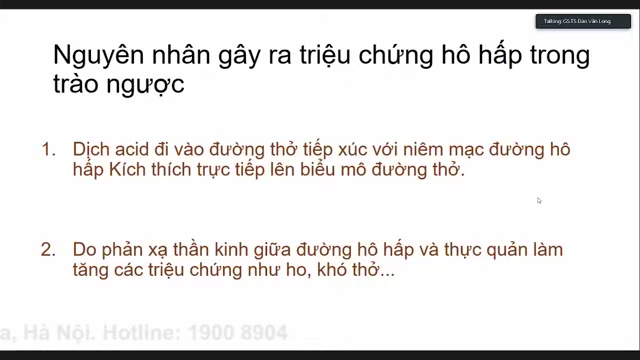 Talking: GS.TS Đào Văn Long
Nguyên nhân gây ra triệu chứng hô hấp trong
trào ngược
1. Dịch acid đi vào đường thở tiếp xúc với niêm mạc đường hô
hấp Kích thích trực tiếp lên biểu mô đường thở.
2. Do phản xạ thần kinh giữa đường hô hấp và thực quản làm
tăng các triệu chứng như ho, khó thở...
a, Hà Nội. Hotline: 1900 8904